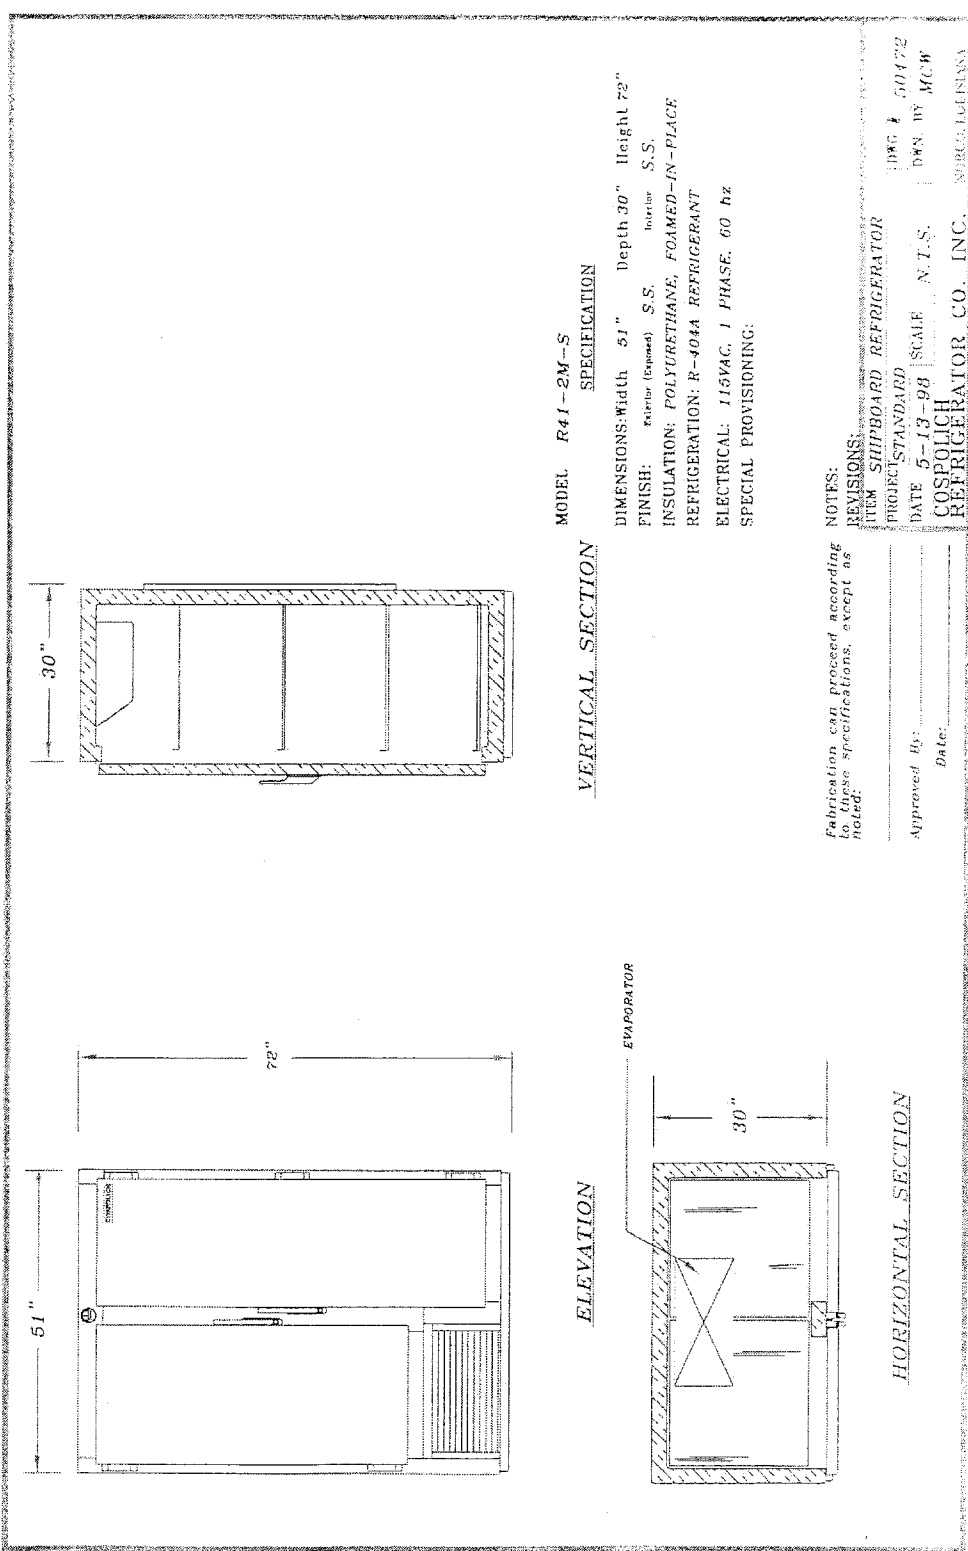 51"
72"
ELEVATION
30"
VERTICAL SECTION
EVAPORATOR
30"
HORIZONTAL SECTION
MODEL R41-2M-S
SPECIFICATION
DIMENSIONS: Width 51" Depth 30" Height 72"
FINISH: Exterior (Exposed) S.S. Interior S.S.
INSULATION: POLYURETHANE, FOAMED-IN-PLACE
REFRIGERATION: R-404A REFRIGERANT
ELECTRICAL: 115VAC, 1 PHASE, 60 hz
SPECIAL PROVISIONING:
Fabrication can proceed according
to these specifications, except as
noted:
Approved By:
Date:
NOTES:
REVISIONS:
ITEM SHIPBOARD REFRIGERATOR
PROJECT STANDARD DWG # 50472
DATE 5-13-98 SCALE N.T.S. DWN. BY MCW
COSPOLICH
REFRIGERATOR CO. INC. NORCO, LOUISIANA